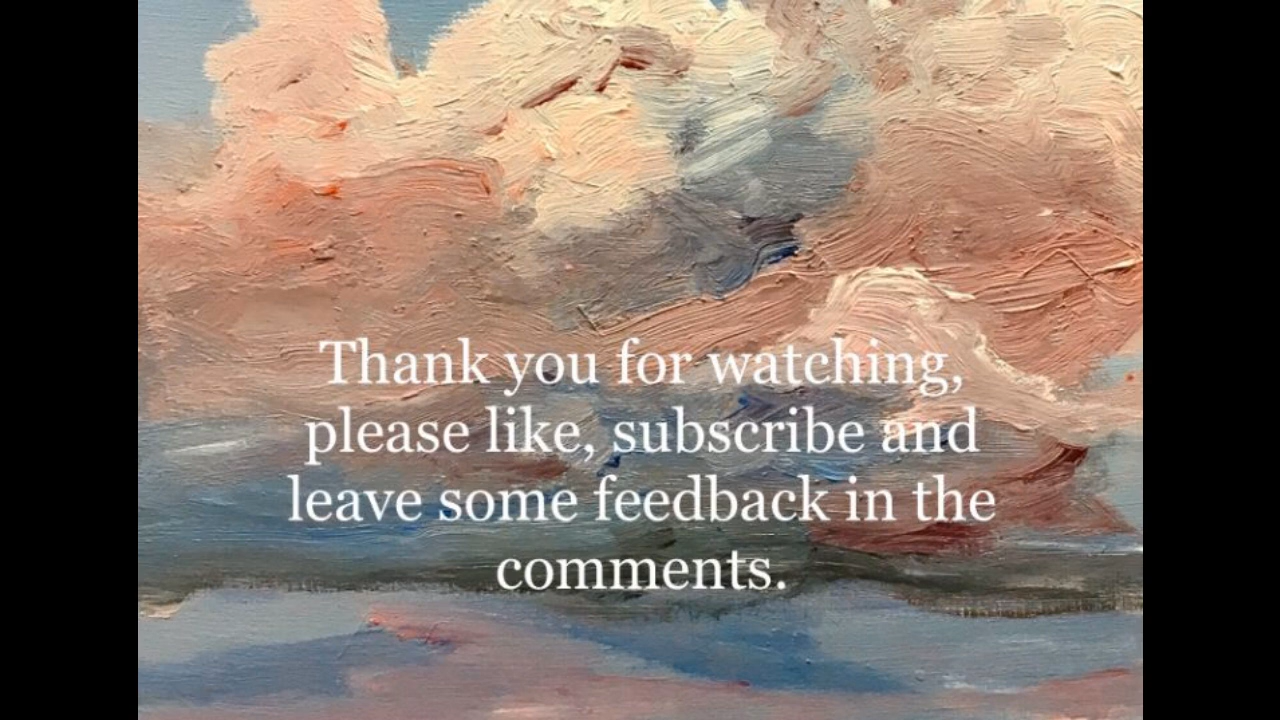 Thank you for watching,
please like, subscribe and
leave some feedback in the
comments.